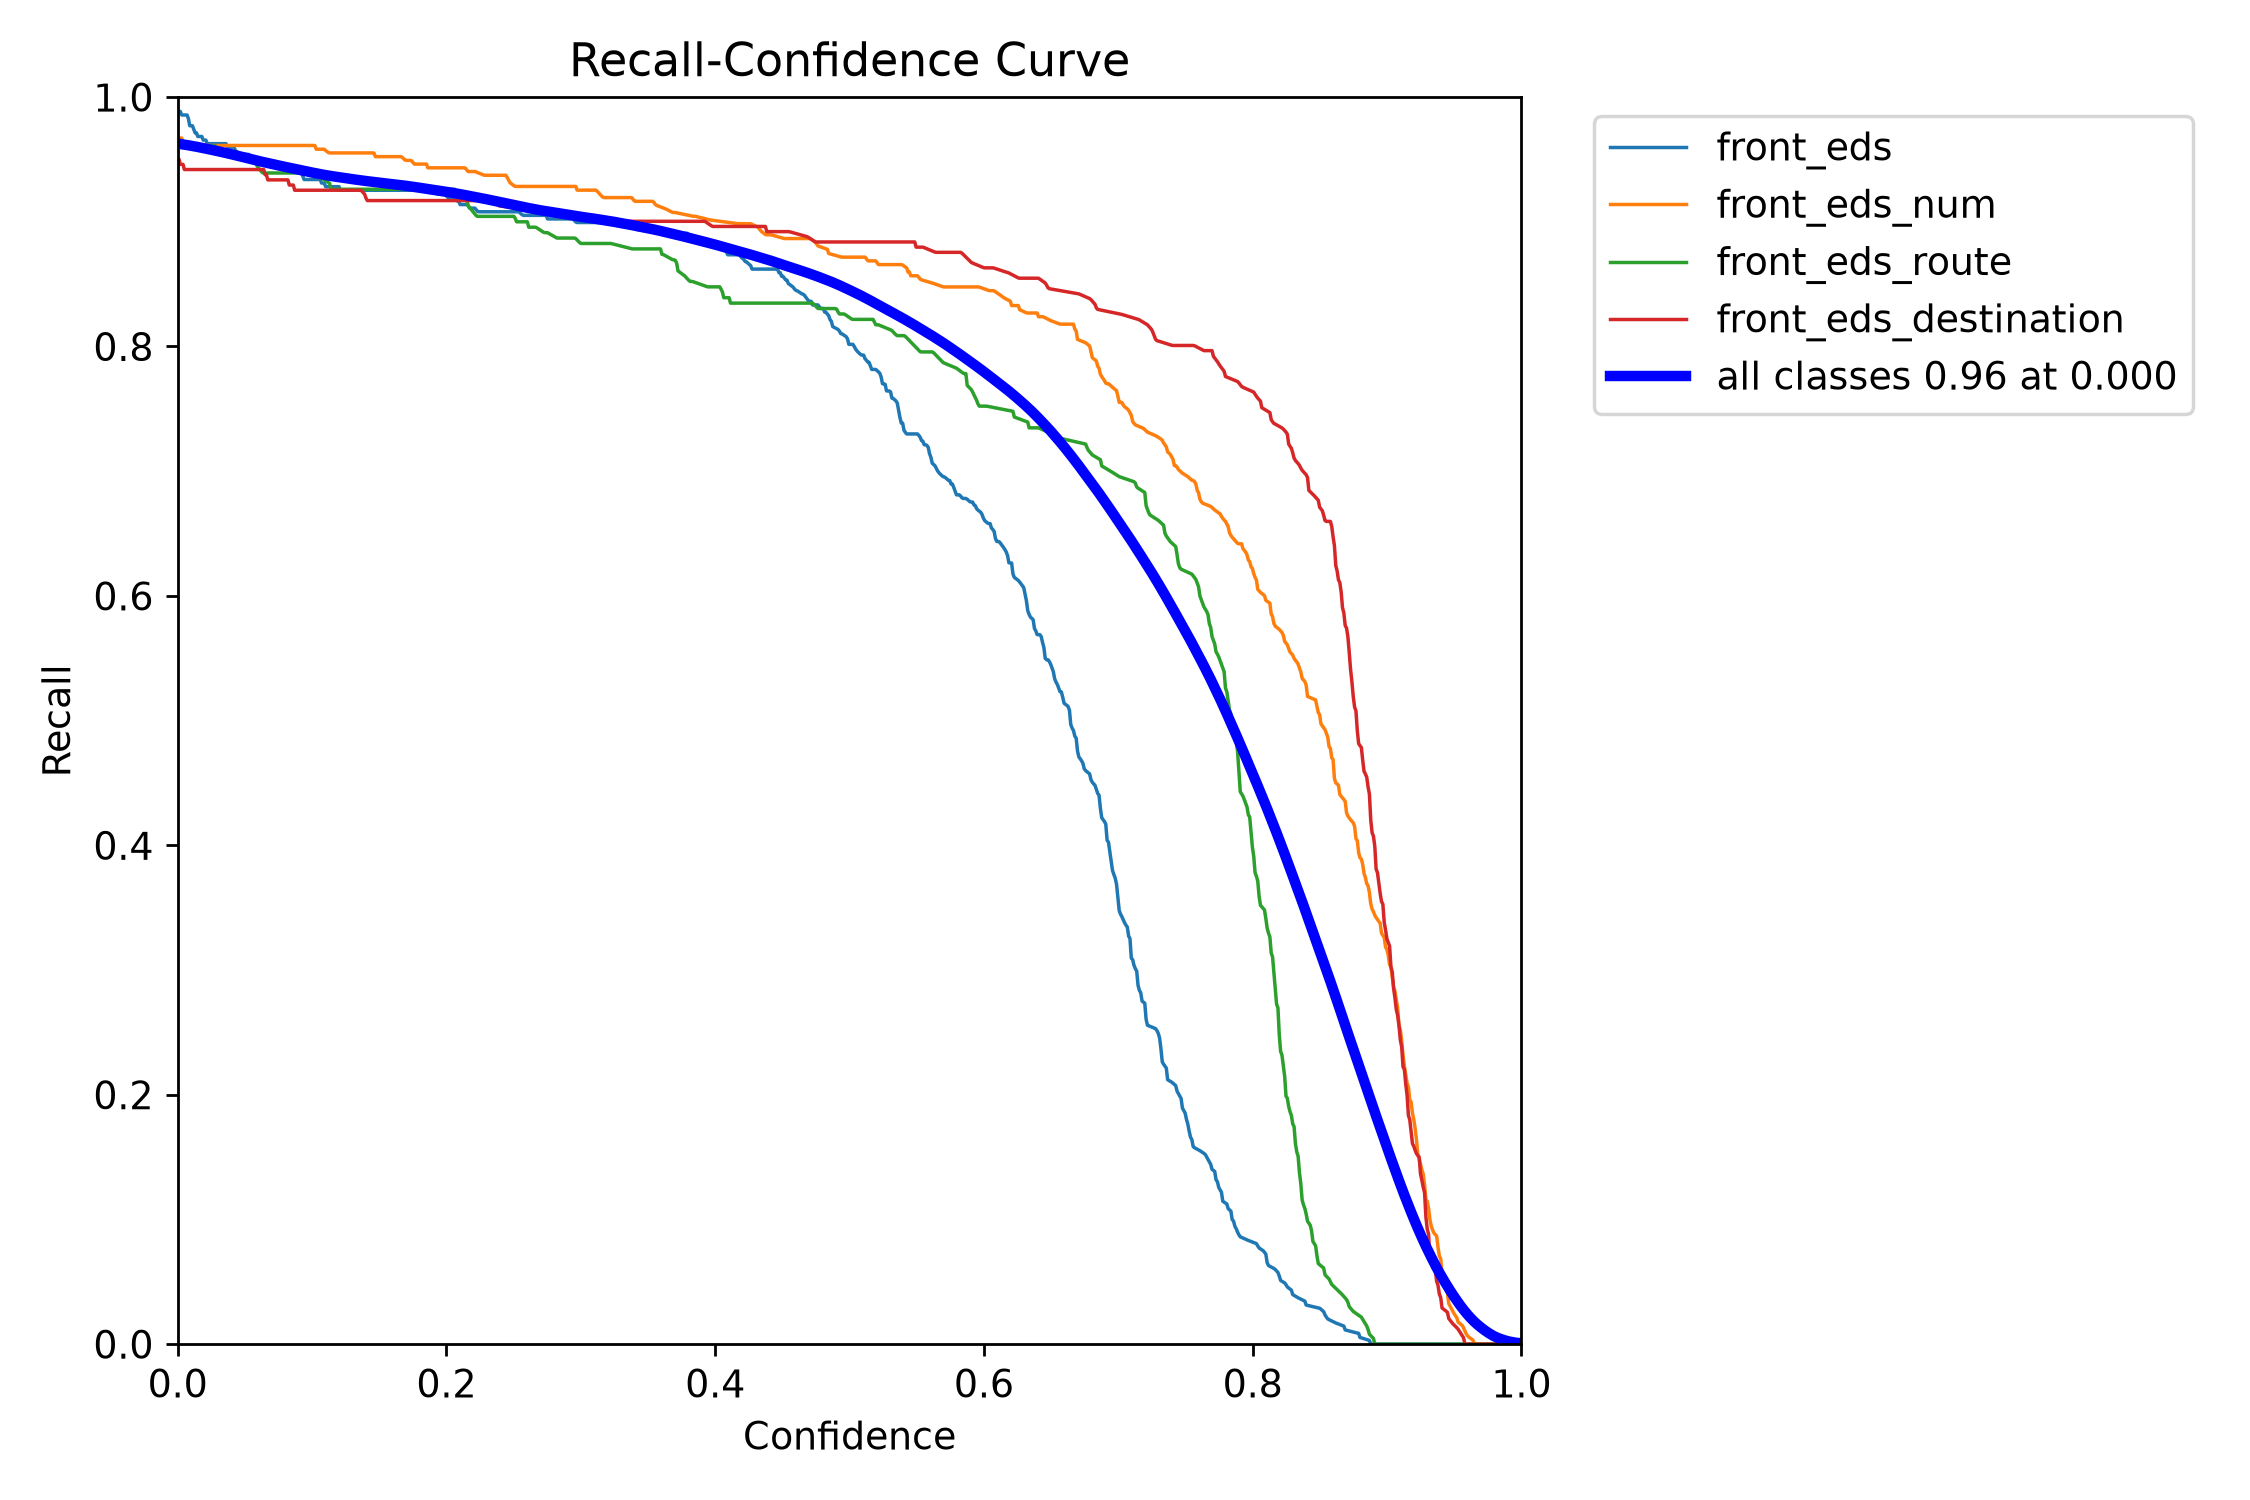 Recall-Confidence Curve
1.0
0.8
0.6
0.4
0.2
0.0
Recall
0.0 0.2 0.4 0.6 0.8 1.0
Confidence
front_eds
front_eds_num
front_eds_route
front_eds_destination
all classes 0.96 at 0.000